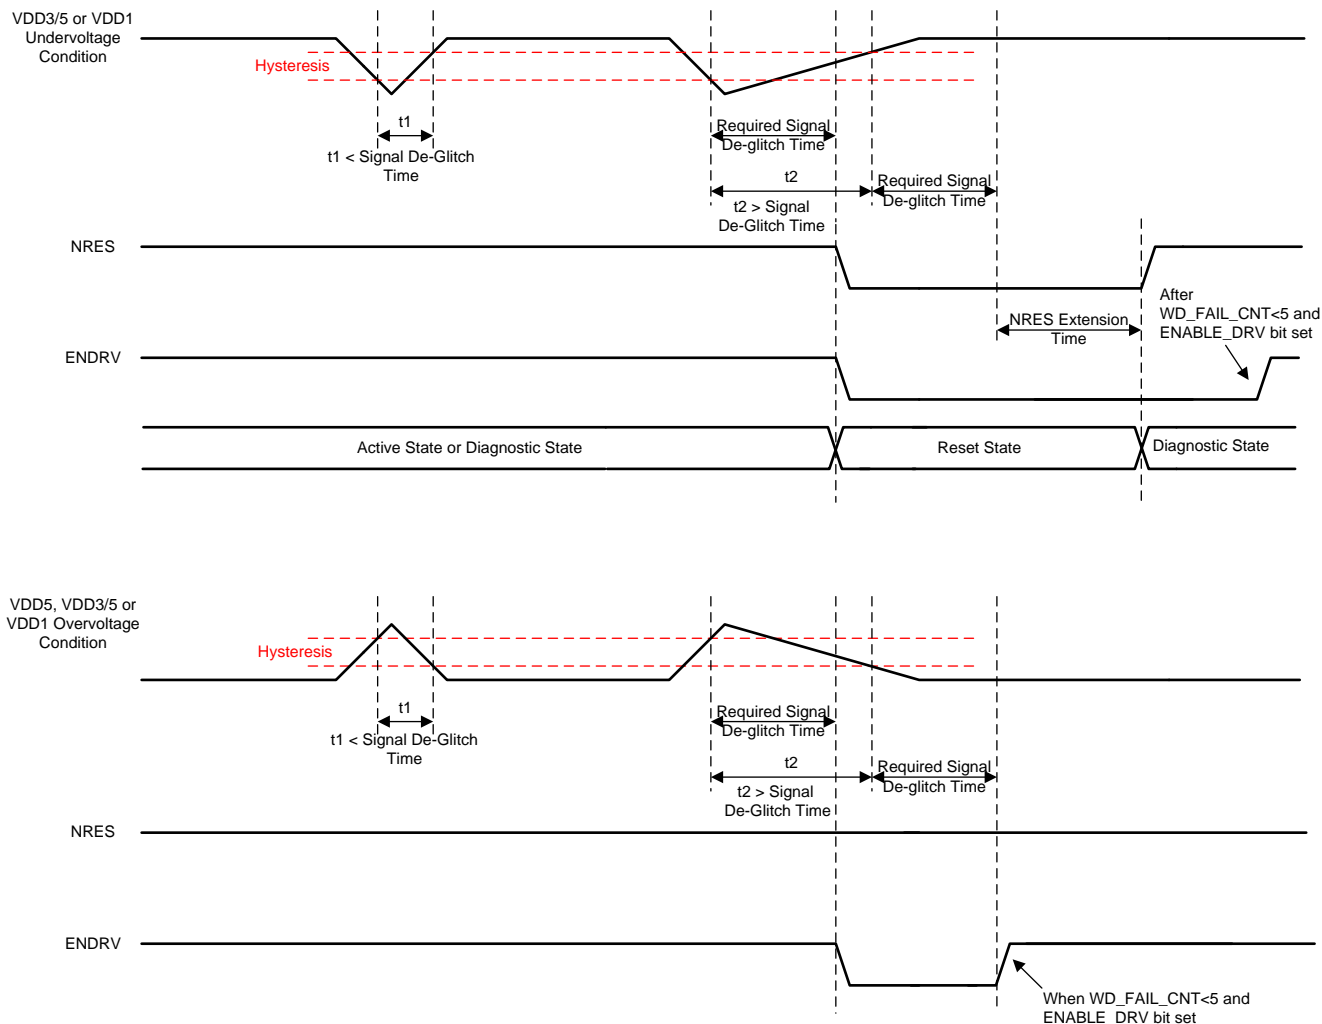 VDD3/5 or VDD1
Undervoltage
Condition
Hysteresis
t1
t1 < Signal De-Glitch
Time
Required Signal
De-glitch Time
t2
t2 > Signal
De-Glitch Time
Required Signal
De-glitch Time
NRES
NRES Extension
Time
After
WD_FAIL_CNT<5 and
ENABLE_DRV bit set
ENDRV
Active State or Diagnostic State
Reset State
Diagnostic State
VDD5, VDD3/5 or
VDD1 Overvoltage
Condition
Hysteresis
t1
t1 < Signal De-Glitch
Time
Required Signal
De-glitch Time
t2
t2 > Signal
De-Glitch Time
Required Signal
De-glitch Time
NRES
ENDRV
When WD_FAIL_CNT<5 and
ENABLE_DRV bit set